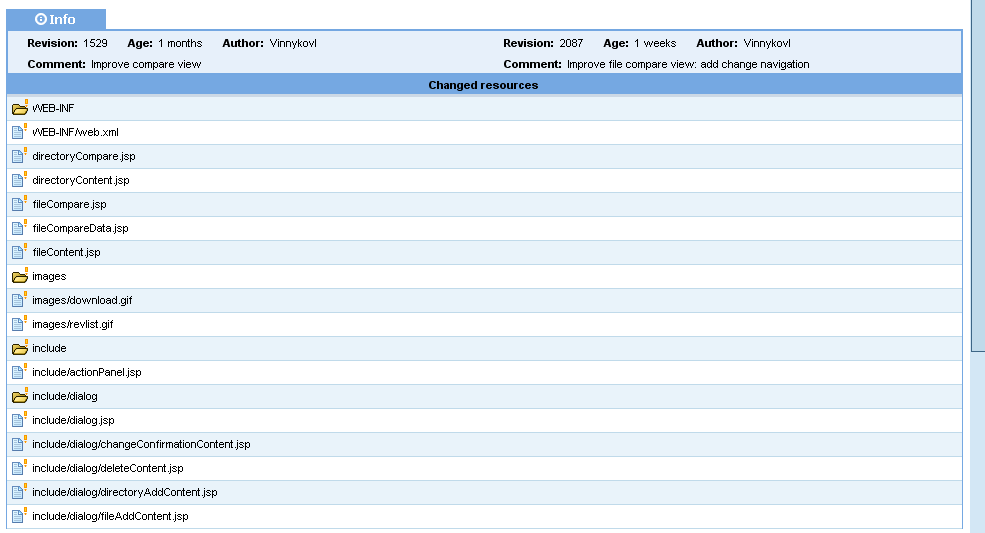 Info
Revision: 1529 Age: 1 months Author: Vinnykovl Revision: 2087 Age: 1 weeks Author: Vinnykovl
Comment: Improve compare view Comment: Improve file compare view: add change navigation
Changed resources
WEB-INF
WEB-INF/web.xml
directoryCompare.jsp
directoryContent.jsp
fileCompare.jsp
fileCompareData.jsp
fileContent.jsp
images
images/download.gif
images/revlist.gif
include
include/actionPanel.jsp
include/dialog
include/dialog.jsp
include/dialog/changeConfirmationContent.jsp
include/dialog/deleteContent.jsp
include/dialog/directoryAddContent.jsp
include/dialog/fileAddContent.jsp